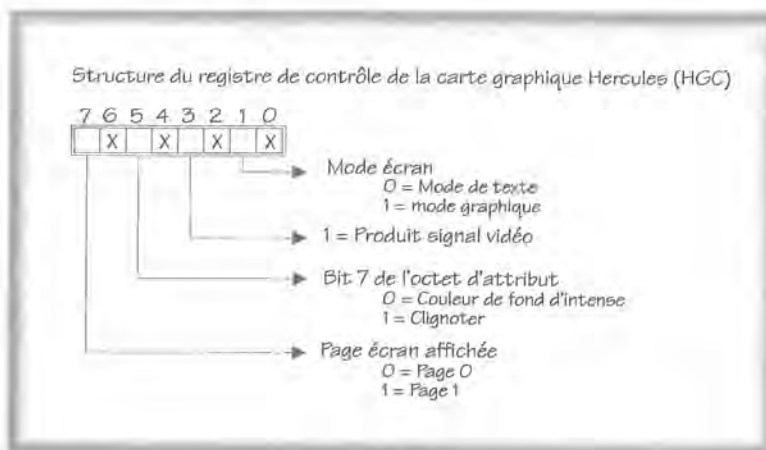 Structure du registre de contrôle de la carte graphique Hercules (HGC)
7 6 5 4 3 2 1 0
X X X X
Mode écran
0 = Mode de texte
1 = mode graphique
1 = Produit signal vidéo
Bit 7 de l'octet d'attribut
0 = Couleur de fond d'intense
1 = Clignoter
Page écran affichée
0 = Page 0
1 = Page 1